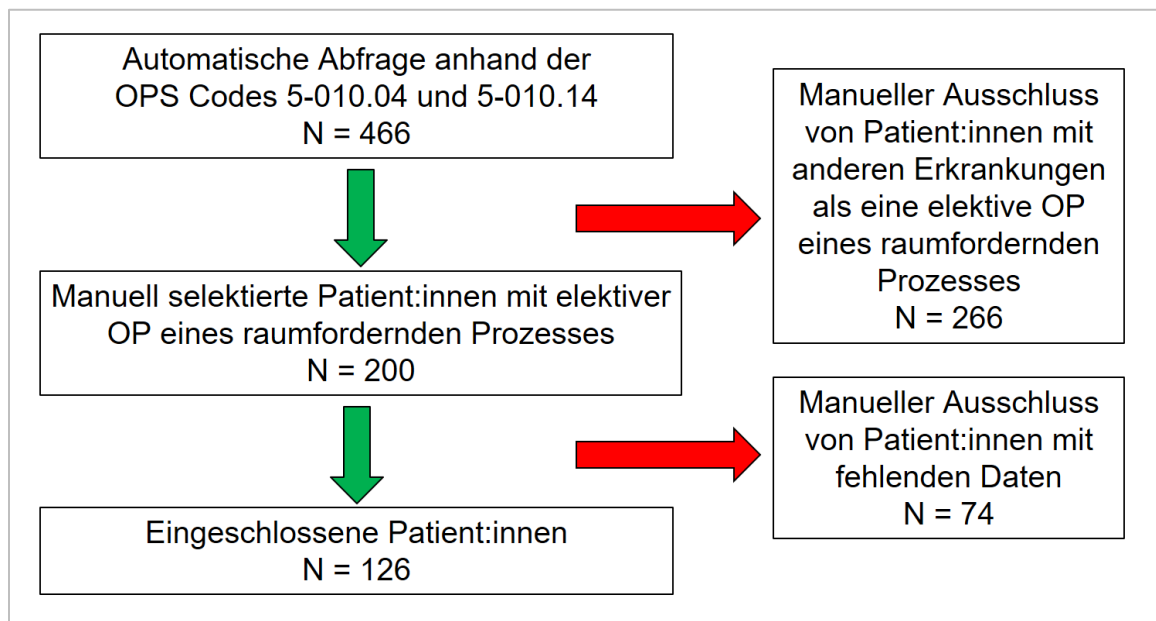 Automatische Abfrage anhand der
OPS Codes 5-010.04 und 5-010.14
N = 466
Manueller Ausschluss
von Patient:innen mit
anderen Erkrankungen
als eine elektive OP
eines raumfordernden
Prozesses
N = 266
Manuell selektierte Patient:innen mit elektiver
OP eines raumfordernden Prozesses
N = 200
Manueller Ausschluss
von Patient:innen mit
fehlenden Daten
N = 74
Eingeschlossene Patient:innen
N = 126